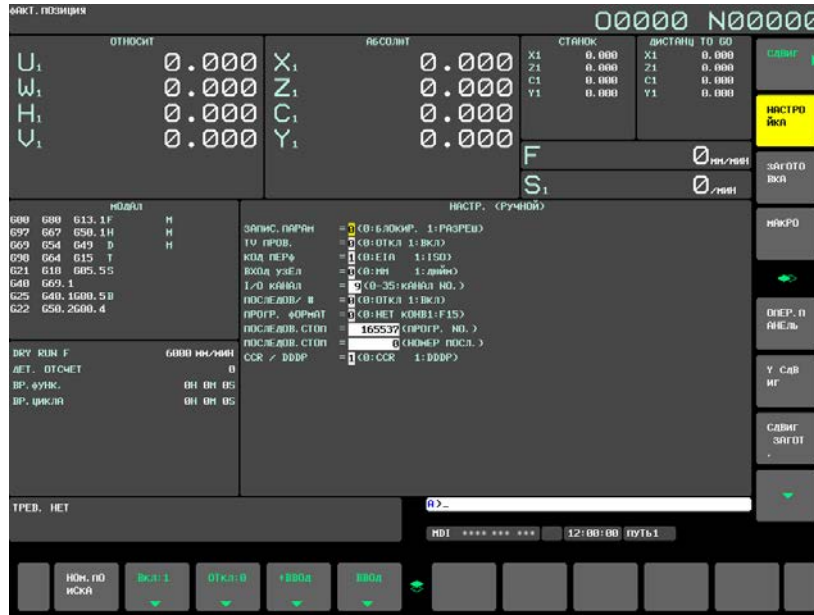 ФАКТ.ПОЗИЦИЯ
O0000 N00000
ОТНОСИТ
U1 0.000
W1 0.000
H1 0.000
V1 0.000
АБСОЛЮТ
X1 0.000
Z1 0.000
C1 0.000
Y1 0.000
СТАНОК
X1 0.000
Z1 0.000
C1 0.000
Y1 0.000
ДИСТАНЦ TO GO
X1 0.000
Z1 0.000
C1 0.000
Y1 0.000
F 0 ММ/МИН
S1 0 /МИН
МОДАЛ
G00 G80 G13.1 F M
G97 G67 G50.1 H M
G69 G54 G49 D M
G98 G64 G15 T
G21 G18 G05.5 S
G40 G69.1
G25 G40.1 G00.5 B
G22 G50.2 G00.4
DRY RUN F 6000 ММ/МИН
ДЕТ. ОТСЧЕТ 0
ВР.ФУНК. 0H 0M 0S
ВР.ЦИКЛА 0H 0M 0S
НАСТР. (РУЧНОЙ)
ЗАПИС.ПАРАМ = 0(0:БЛОКИР. 1:РАЗРЕШ)
TV ПРОВ. = 0(0:ОТКЛ 1:ВКЛ)
КОД ПЕРФ = 1(0:EIA 1:ISO)
ВХОД УЗЕЛ = 0(0:ММ 1:ДЮЙМ)
I/O КАНАЛ = 9(0-35:КАНАЛ NO.)
ПОСЛЕДОВ/ # = 0(0:ОТКЛ 1:ВКЛ)
ПРОГР. ФОРМАТ = 0(0:НЕТ КОНВ1:F15)
ПОСЛЕДОВ.СТОП = 165537(ПРОГР. NO.)
ПОСЛЕДОВ.СТОП = 0(НОМЕР ПОСЛ.)
CCR / DDDP = 1(0:CCR 1:DDDP)
СДВИГ
НАСТРО
ЙКА
ЗАГОТО
ВКА
МАКРО
ОПЕР.П
АНЕЛЬ
Y СДВ
ИГ
СДВИГ
ЗАГОТ
.
ТРЕВ. НЕТ
A>_
MDI **** *** ***
12:00:00
ПУТЬ1
НОМ.ПО
ИСКА
ВКЛ:1
ОТКЛ:0
+ВВОД
ВВОД